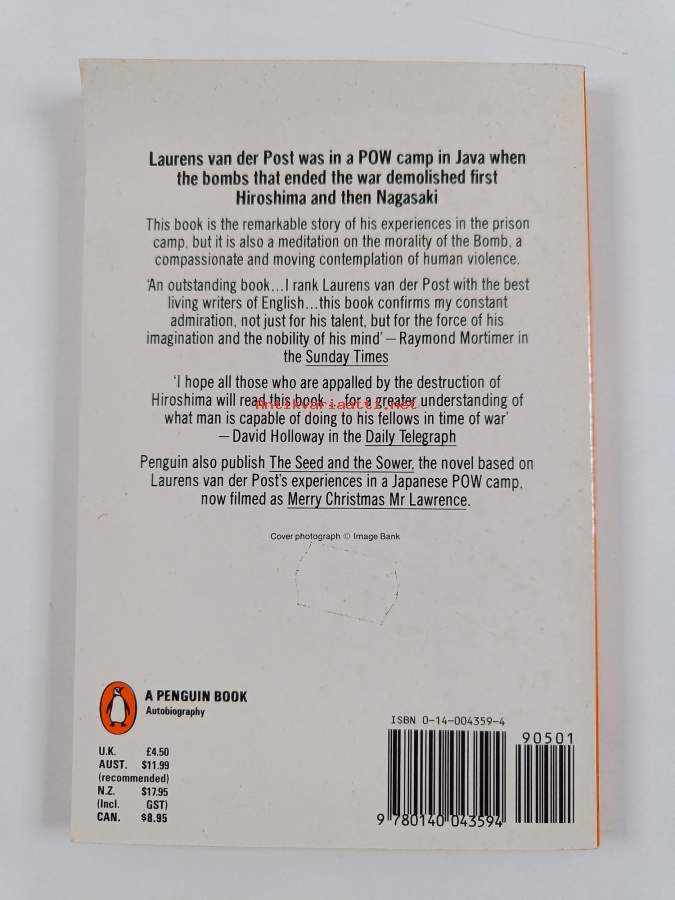 Laurens van der Post was in a POW camp in Java when
the bombs that ended the war demolished first
Hiroshima and then Nagasaki
This book is the remarkable story of his experiences in the prison
camp, but it is also a meditation on the morality of the Bomb, a
compassionate and moving contemplation of human violence.
'An outstanding book...I rank Laurens van der Post with the best
living writers of English...this book confirms my constant
admiration, not just for his talent, but for the force of his
imagination and the nobility of his mind' – Raymond Mortimer in
the Sunday Times
'I hope all those who are appalled by the destruction of
Hiroshima will read this book ... for a greater understanding of
what man is capable of doing to his fellows in time of war'
– David Holloway in the Daily Telegraph
Antikvariaatti.net
Penguin also publish The Seed and the Sower, the novel based on
Laurens van der Post's experiences in a Japanese POW camp,
now filmed as Merry Christmas Mr Lawrence.
Cover photograph © Image Bank
A PENGUIN BOOK
Autobiography
U.K. £4.50
AUST. $11.99
(recommended)
N.Z. $17.95
(Incl. GST)
CAN. $8.95
ISBN 0-14-004359-4
90501
9 780140 043594